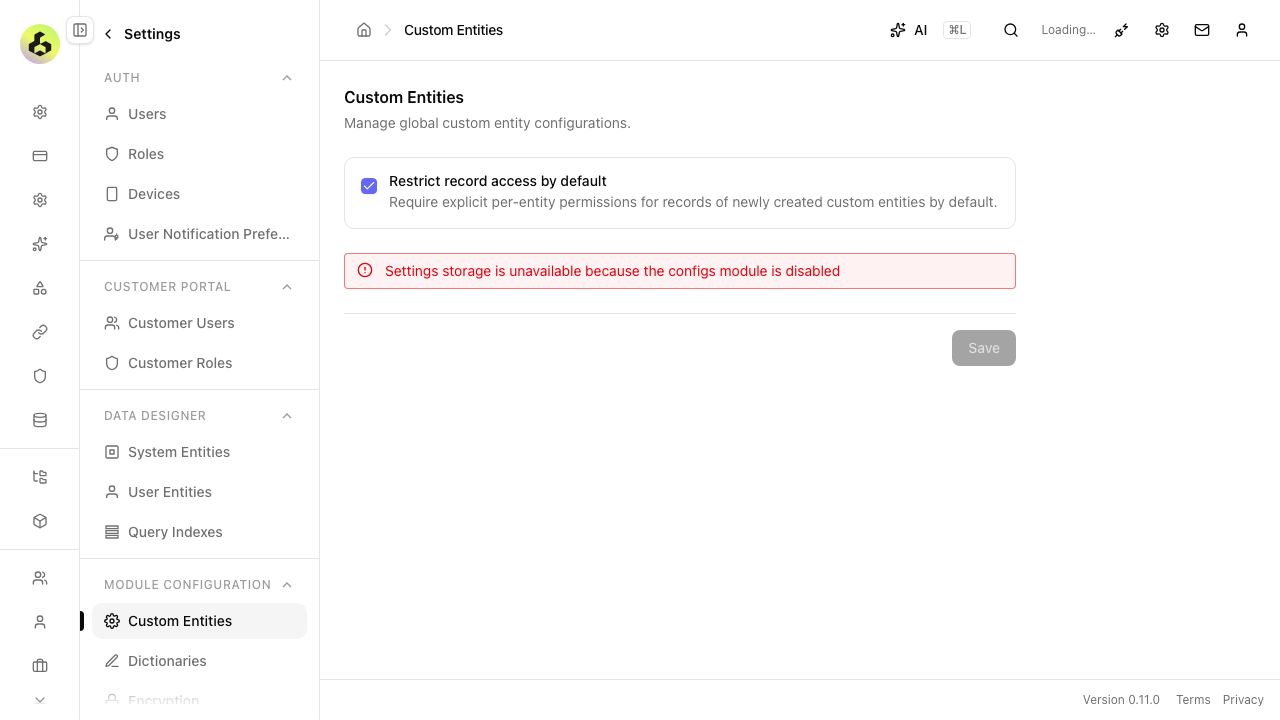 Settings
AUTH
Users
Roles
Devices
User Notification Prefe...
CUSTOMER PORTAL
Customer Users
Customer Roles
DATA DESIGNER
System Entities
User Entities
Query Indexes
MODULE CONFIGURATION
Custom Entities
Dictionaries
Encryption
Custom Entities
AI ⌘L
Loading...
Custom Entities
Manage global custom entity configurations.
Restrict record access by default
Require explicit per-entity permissions for records of newly created custom entities by default.
Settings storage is unavailable because the configs module is disabled
Save
Version 0.11.0 Terms Privacy